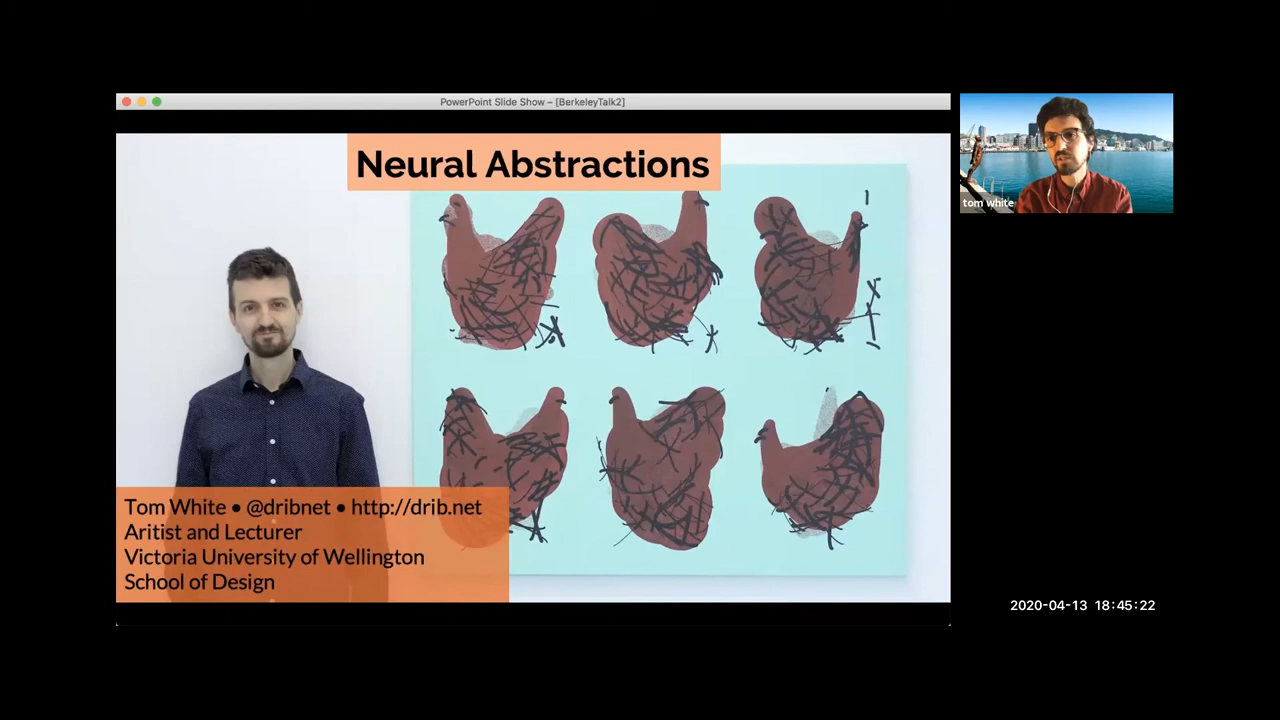 PowerPoint Slide Show – [BerkeleyTalk2]
Neural Abstractions
tom white
Tom White • @dribnet • http://drib.net
Aritist and Lecturer
Victoria University of Wellington
School of Design
2020-04-13 18:45:22